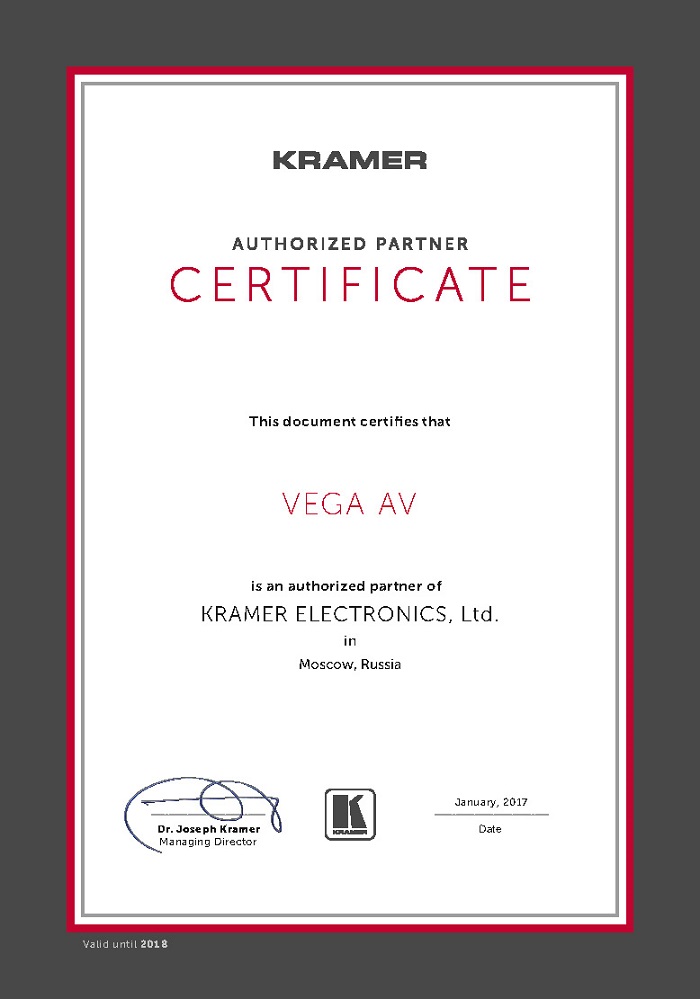 KRAMER
AUTHORIZED PARTNER
CERTIFICATE
This document certifies that
VEGA AV
is an authorized partner of
KRAMER ELECTRONICS, Ltd.
in
Moscow, Russia
Dr. Joseph Kramer
Managing Director
K
KRAMER
January, 2017
Date
Valid until 2018